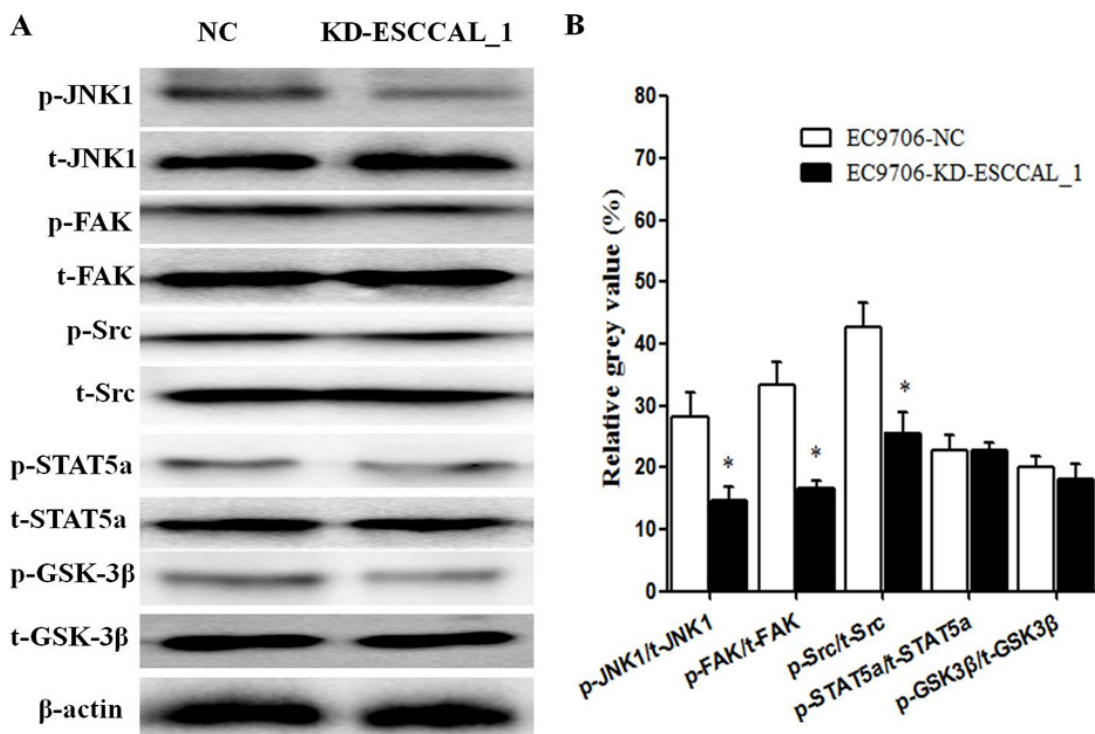 A
NC KD-ESCCAL_1
p-JNK1
t-JNK1
p-FAK
t-FAK
p-Src
t-Src
p-STAT5a
t-STAT5a
p-GSK-3β
t-GSK-3β
β-actin
B
80
70
60
50
40
30
20
10
0
Relative grey value (%)
EC9706-NC
EC9706-KD-ESCCAL_1
*
*
*
p-JNK1/t-JNK1
p-FAK/t-FAK
p-Src/t-Src
p-STAT5a/t-STAT5a
p-GSK3β/t-GSK3β